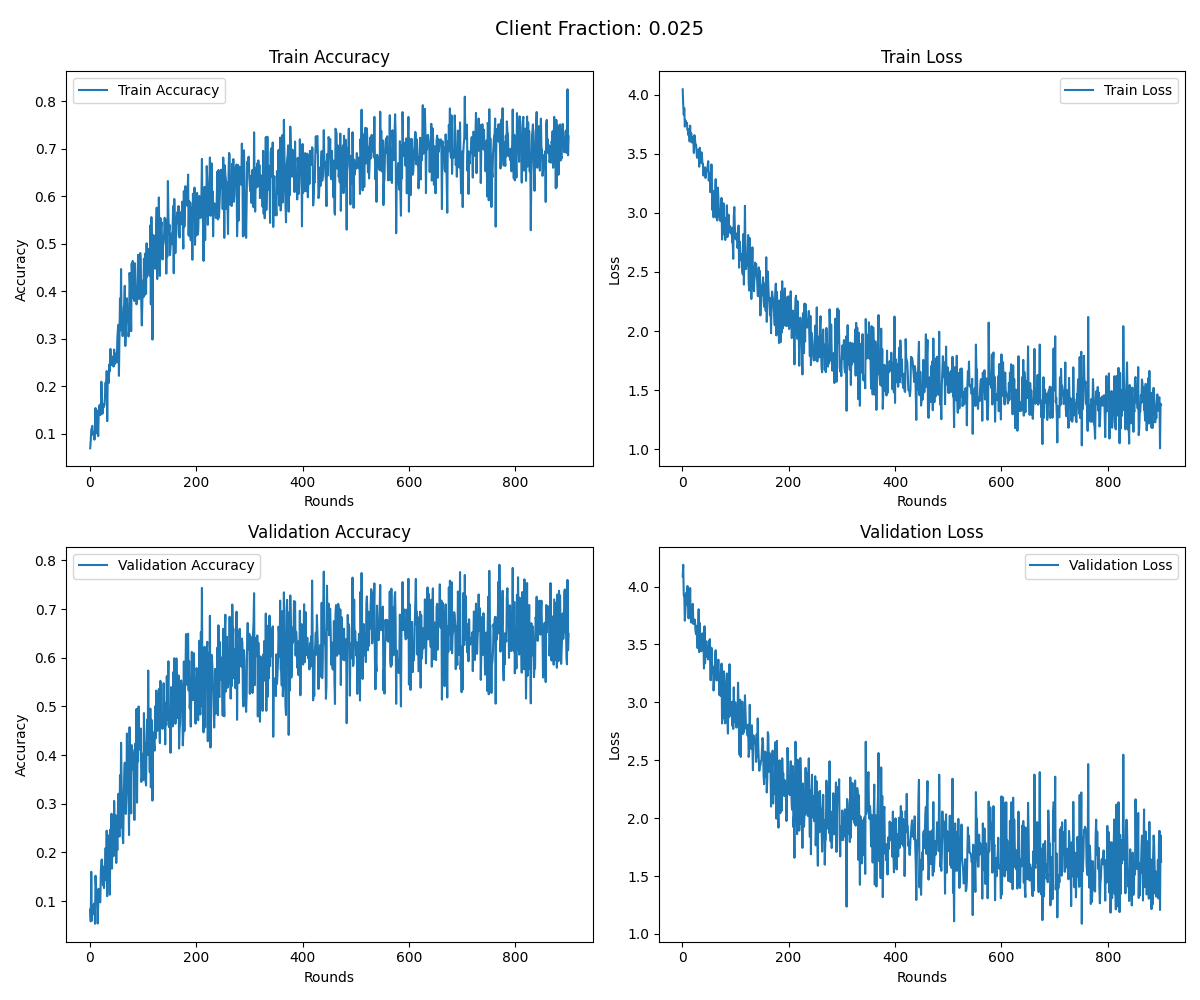 Client Fraction: 0.025
Train Accuracy
Train Accuracy
0.8
0.7
0.6
0.5
0.4
0.3
0.2
0.1
Accuracy
0 200 400 600 800
Rounds
Train Loss
Train Loss
4.0
3.5
3.0
2.5
2.0
1.5
1.0
Loss
0 200 400 600 800
Rounds
Validation Accuracy
Validation Accuracy
0.8
0.7
0.6
0.5
0.4
0.3
0.2
0.1
Accuracy
0 200 400 600 800
Rounds
Validation Loss
Validation Loss
4.0
3.5
3.0
2.5
2.0
1.5
1.0
Loss
0 200 400 600 800
Rounds